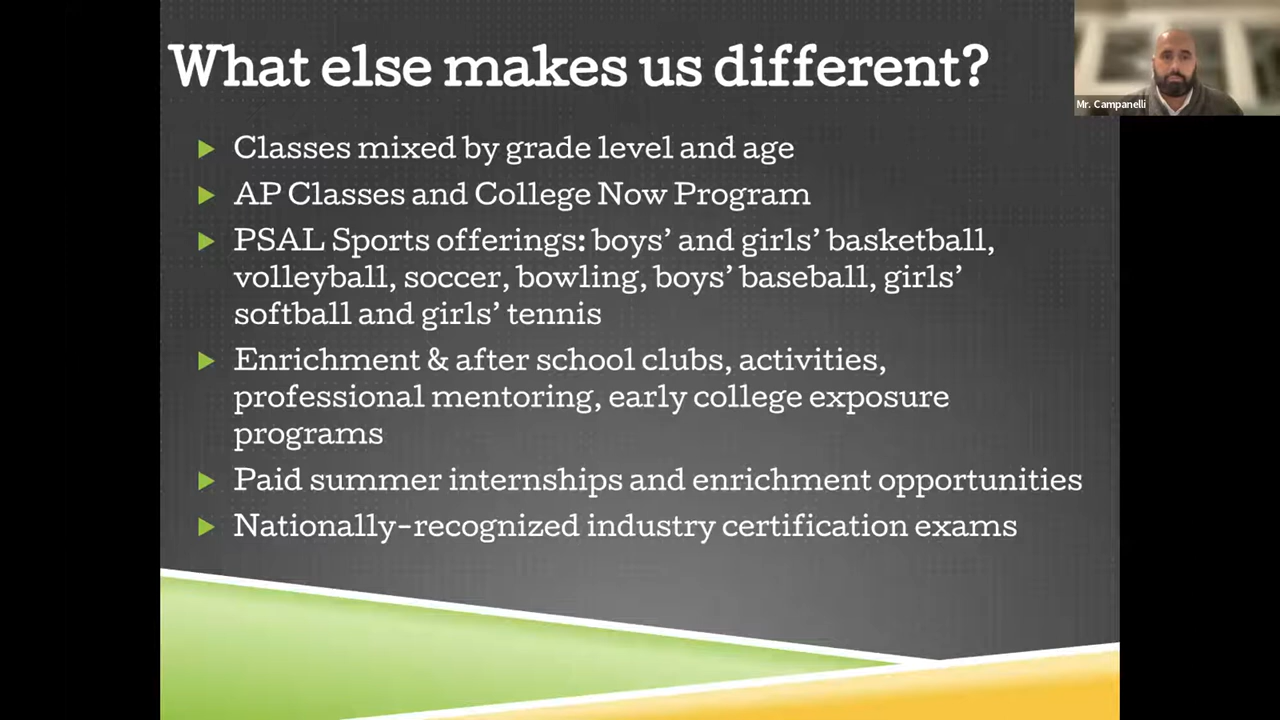 What else makes us different?
Mr. Campanelli
Classes mixed by grade level and age
AP Classes and College Now Program
PSAL Sports offerings: boys’ and girls’ basketball,
volleyball, soccer, bowling, boys’ baseball, girls’
softball and girls’ tennis
Enrichment & after school clubs, activities,
professional mentoring, early college exposure
programs
Paid summer internships and enrichment opportunities
Nationally-recognized industry certification exams